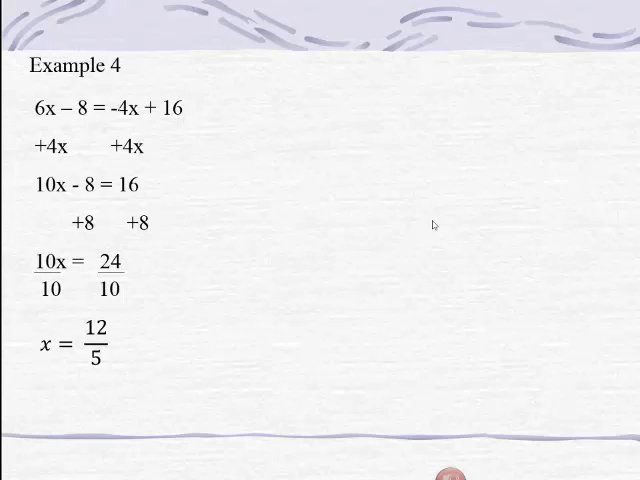 Example 4
6x – 8 = -4x + 16
+4x +4x
10x - 8 = 16
+8 +8
10x = 24
10 10
x = 12/5